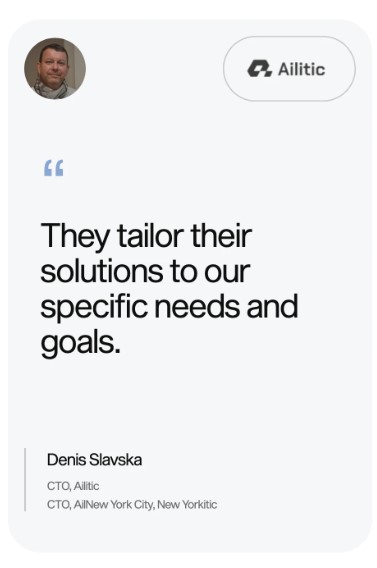 Ailitic
“
They tailor their
solutions to our
specific needs and
goals.
Denis Slavska
CTO, Ailitic
CTO, AilNew York City, New Yorkitic